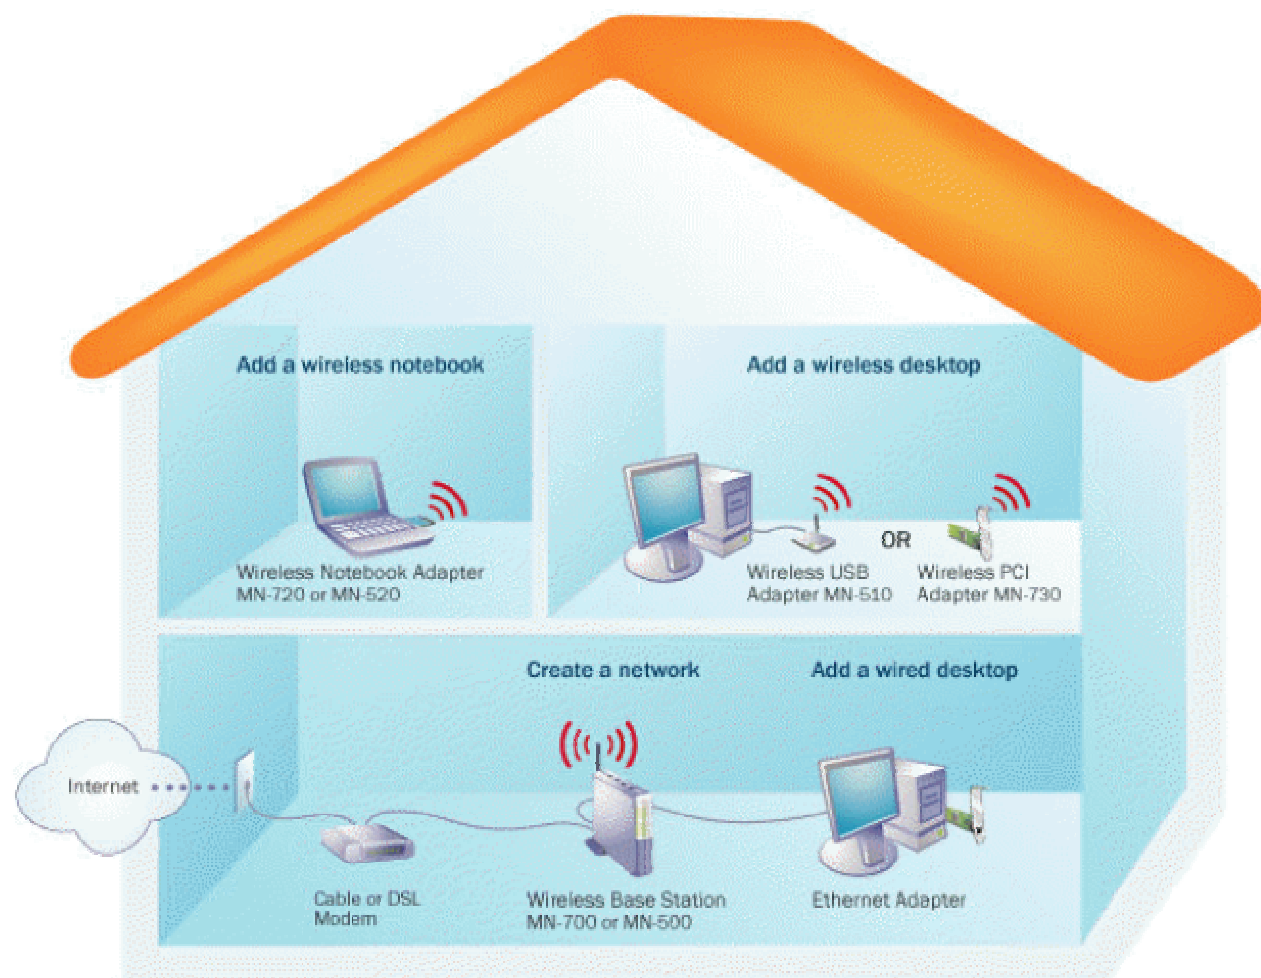 Add a wireless notebook
Add a wireless desktop
OR
Wireless Notebook Adapter
MN-720 or MN-520
Wireless USB
Adapter MN-510
Wireless PCI
Adapter MN-730
Create a network
Add a wired desktop
Internet
Cable or DSL
Modem
Wireless Base Station
MN-700 or MN-500
Ethernet Adapter